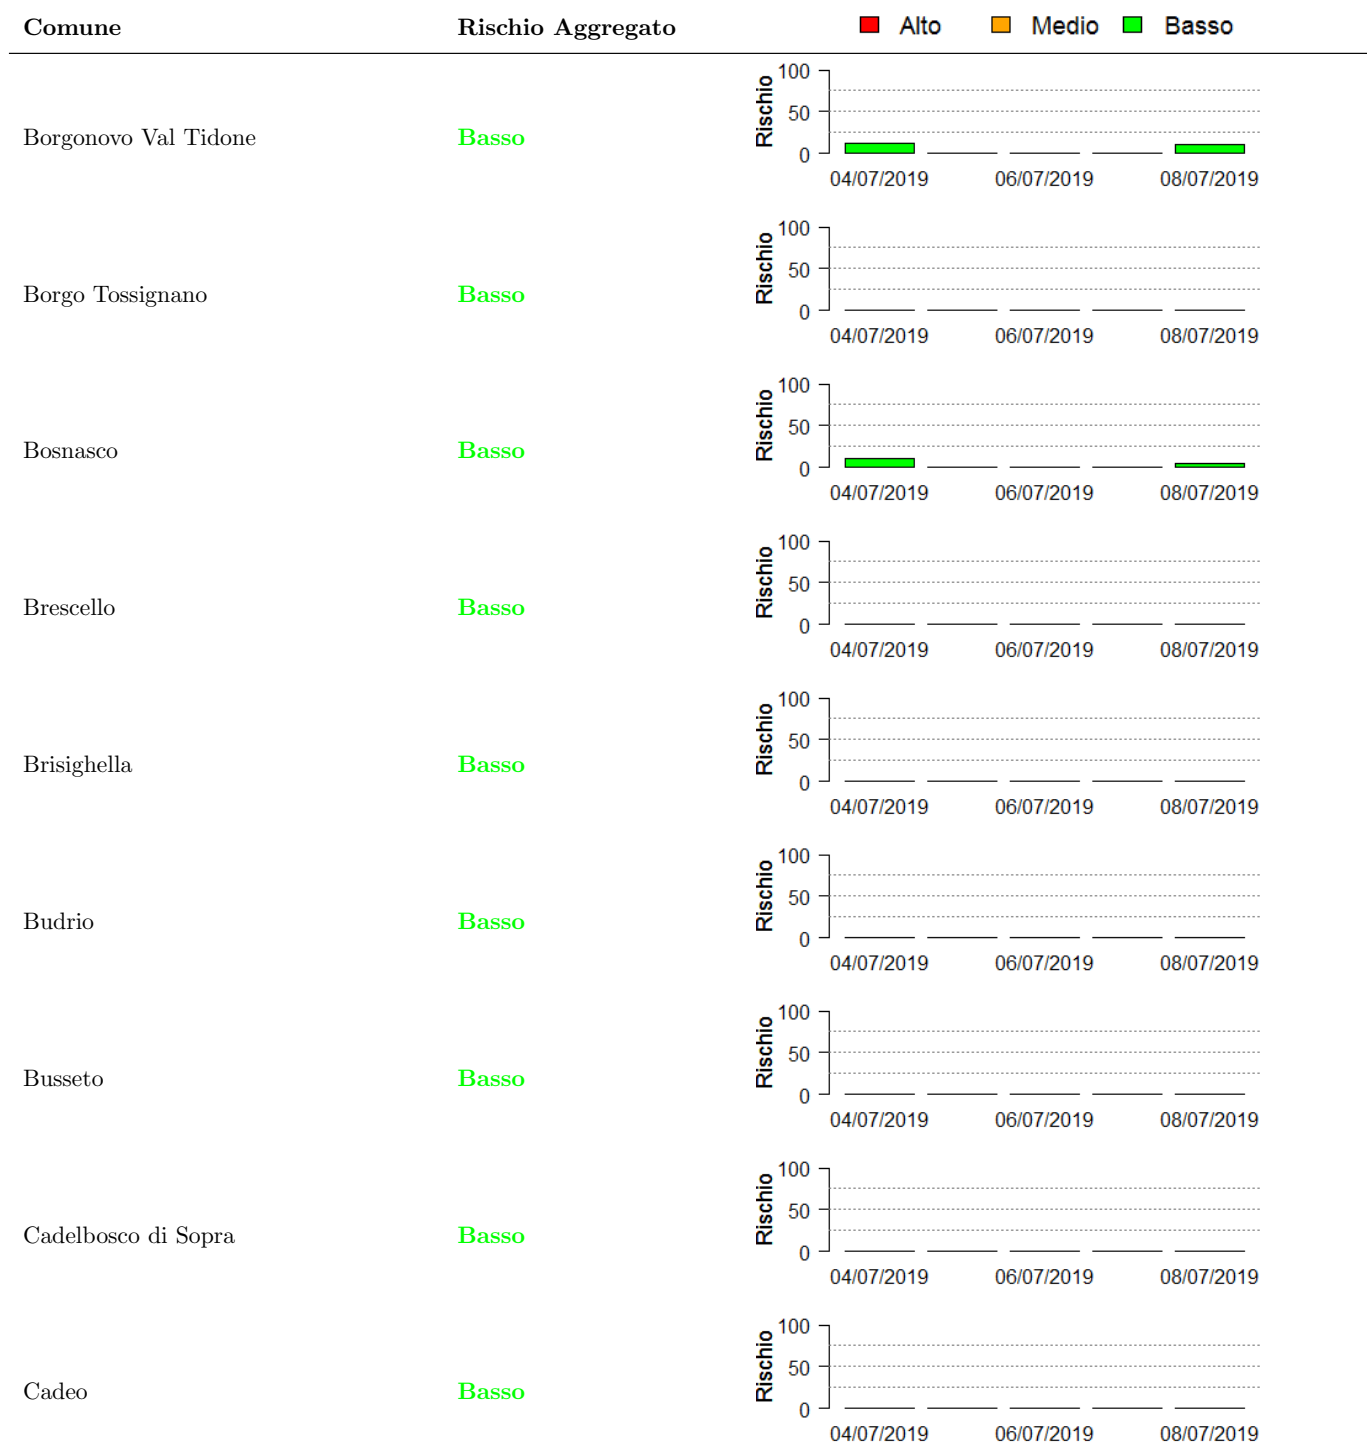 Comune Rischio Aggregato Alto Medio Basso
Borgonovo Val Tidone Basso Rischio 100 50 0
04/07/2019 06/07/2019 08/07/2019
Borgo Tossignano Basso Rischio 100 50 0
04/07/2019 06/07/2019 08/07/2019
Bosnasco Basso Rischio 100 50 0
04/07/2019 06/07/2019 08/07/2019
Brescello Basso Rischio 100 50 0
04/07/2019 06/07/2019 08/07/2019
Brisighella Basso Rischio 100 50 0
04/07/2019 06/07/2019 08/07/2019
Budrio Basso Rischio 100 50 0
04/07/2019 06/07/2019 08/07/2019
Busseto Basso Rischio 100 50 0
04/07/2019 06/07/2019 08/07/2019
Cadelbosco di Sopra Basso Rischio 100 50 0
04/07/2019 06/07/2019 08/07/2019
Cadeo Basso Rischio 100 50 0
04/07/2019 06/07/2019 08/07/2019